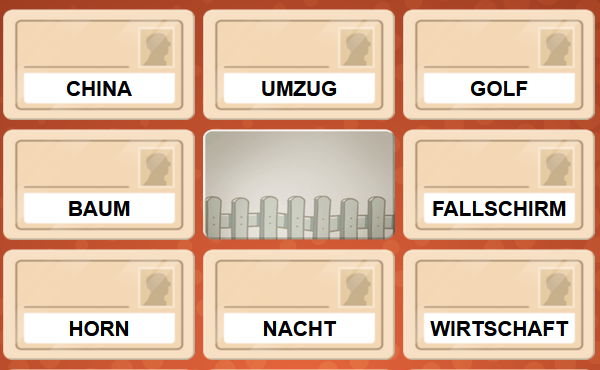 CHINA
UMZUG
GOLF
BAUM
FALLSCHIRM
HORN
NACHT
WIRTSCHAFT